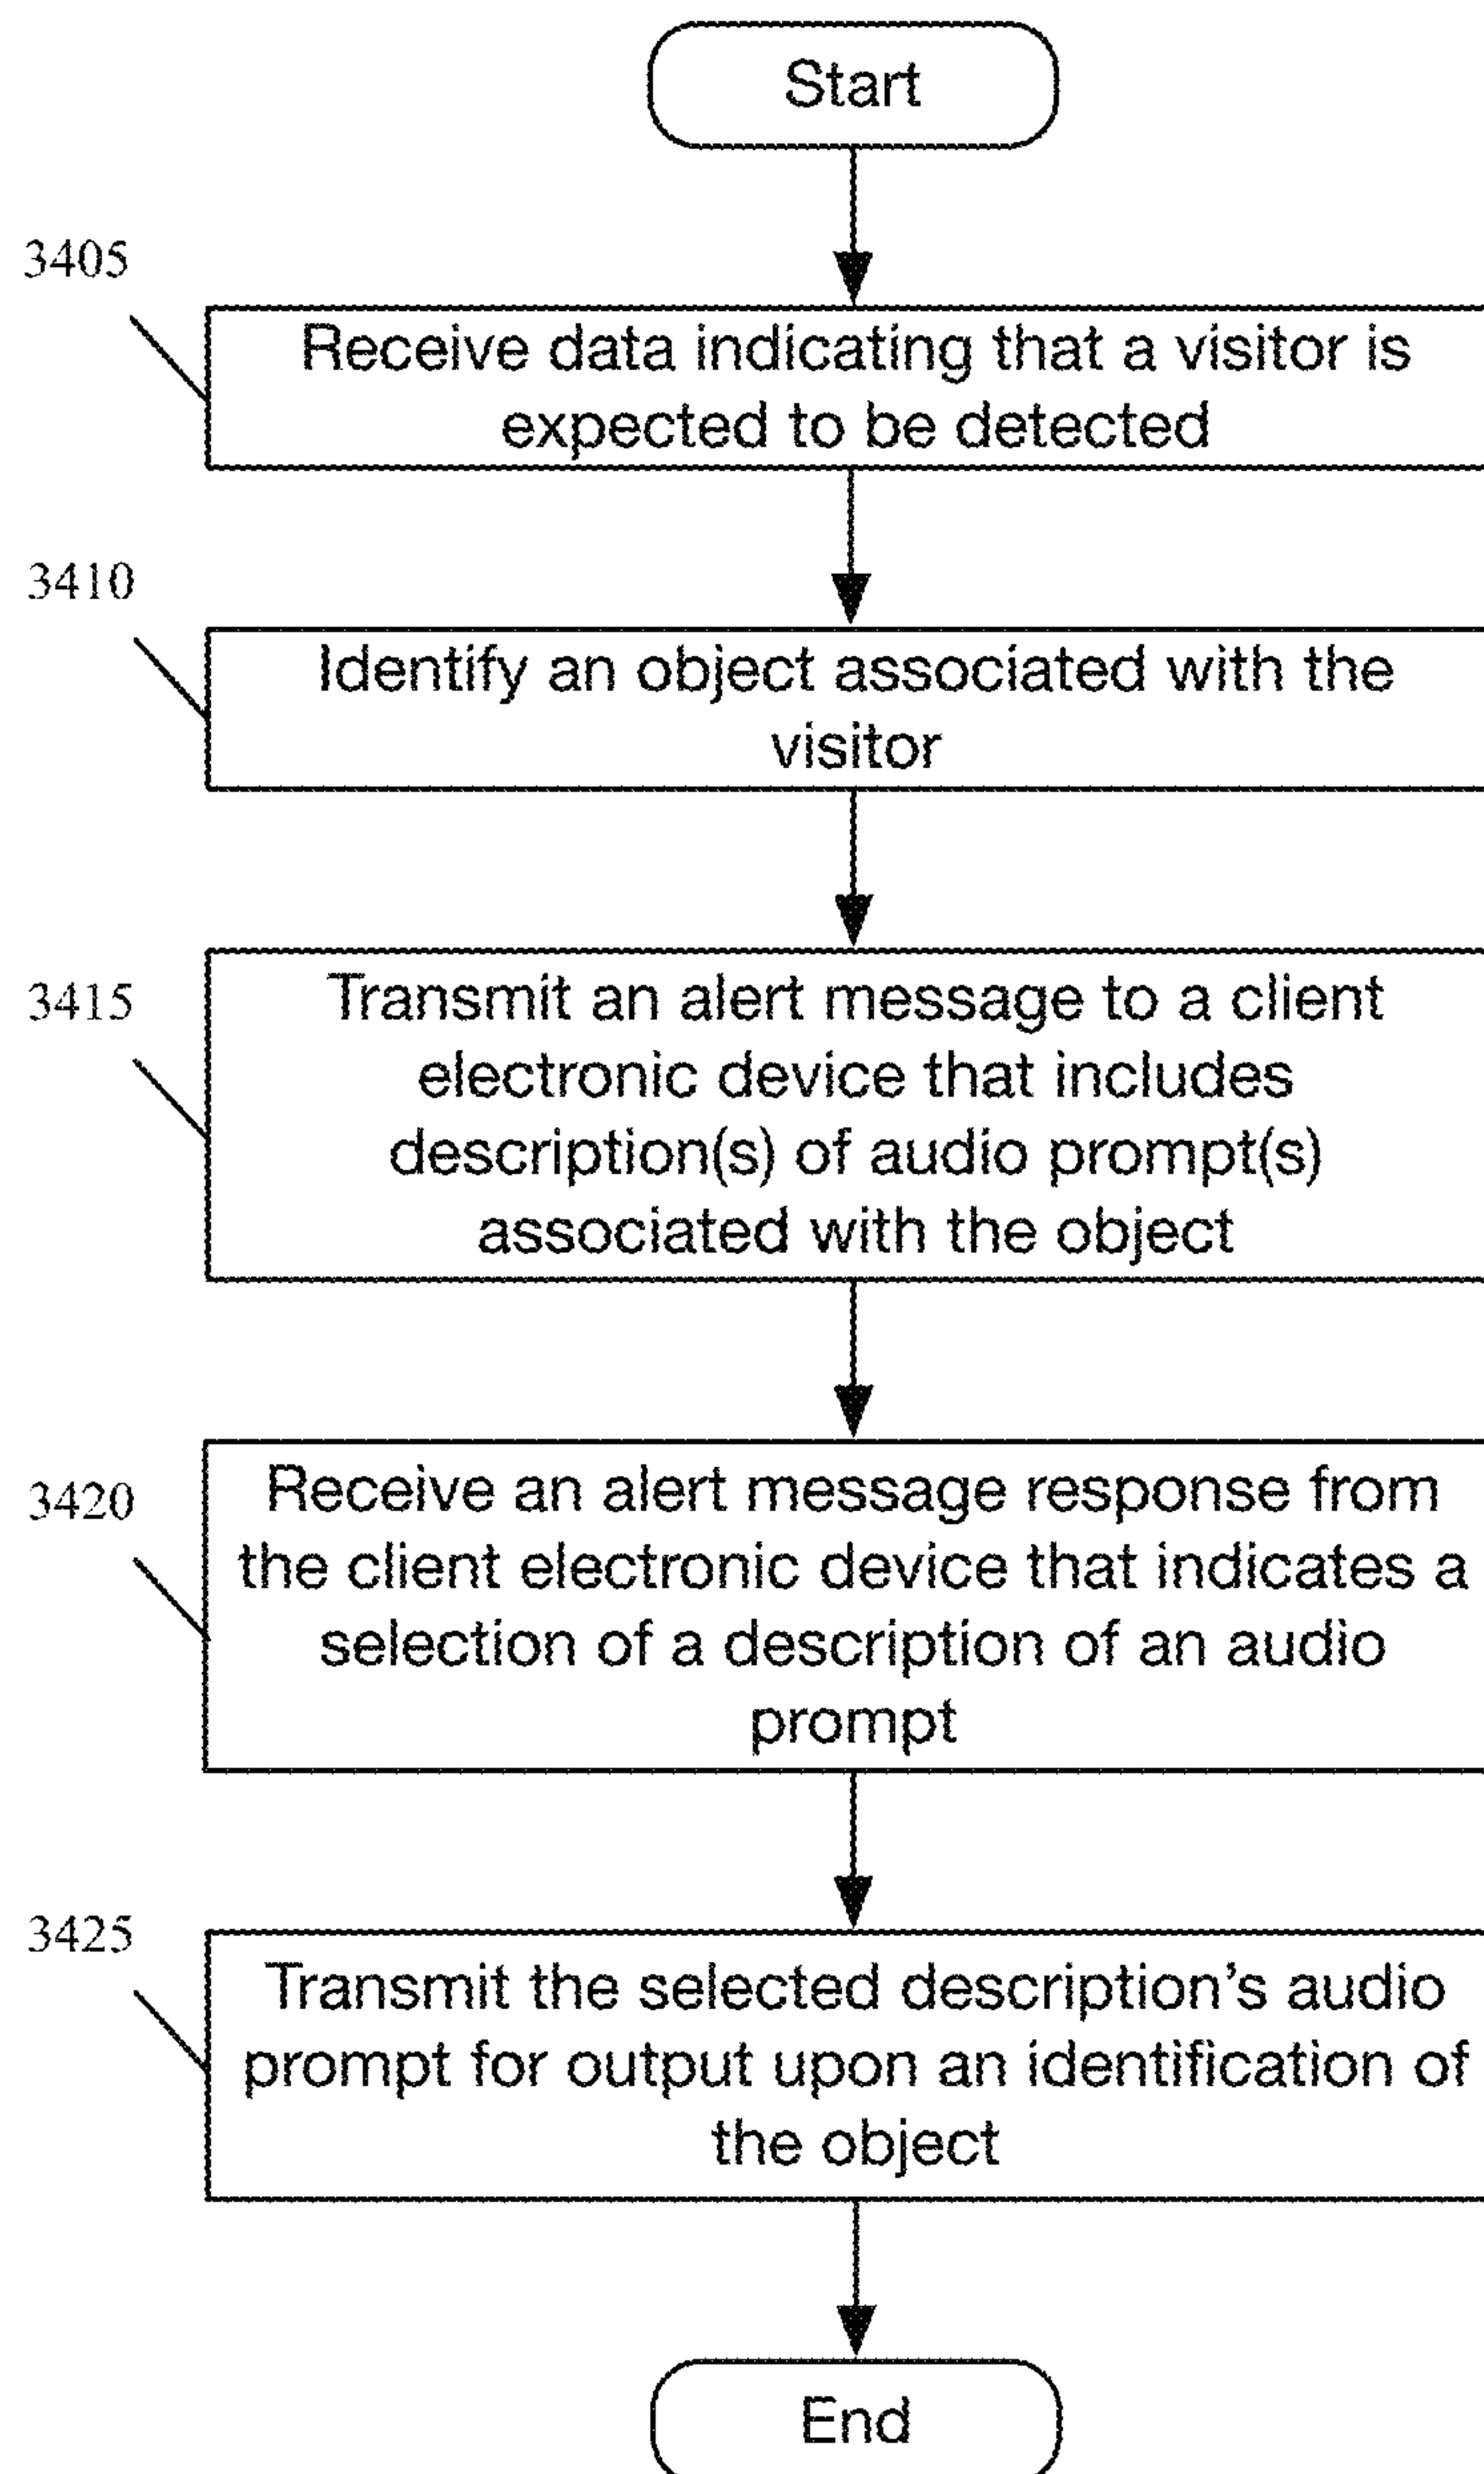 Start
3405
Receive data indicating that a visitor is
expected to be detected
3410
Identify an object associated with the
visitor
3415
Transmit an alert message to a client
electronic device that includes
description(s) of audio prompt(s)
associated with the object
3420
Receive an alert message response from
the client electronic device that indicates a
selection of a description of an audio
prompt
3425
Transmit the selected description's audio
prompt for output upon an identification of
the object
End